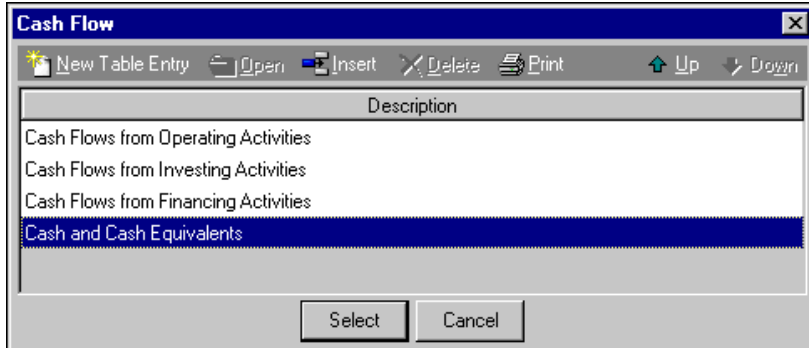 Cash Flow
New Table Entry Open Insert Delete Print Up Down
Description
Cash Flows from Operating Activities
Cash Flows from Investing Activities
Cash Flows from Financing Activities
Cash and Cash Equivalents
Select Cancel